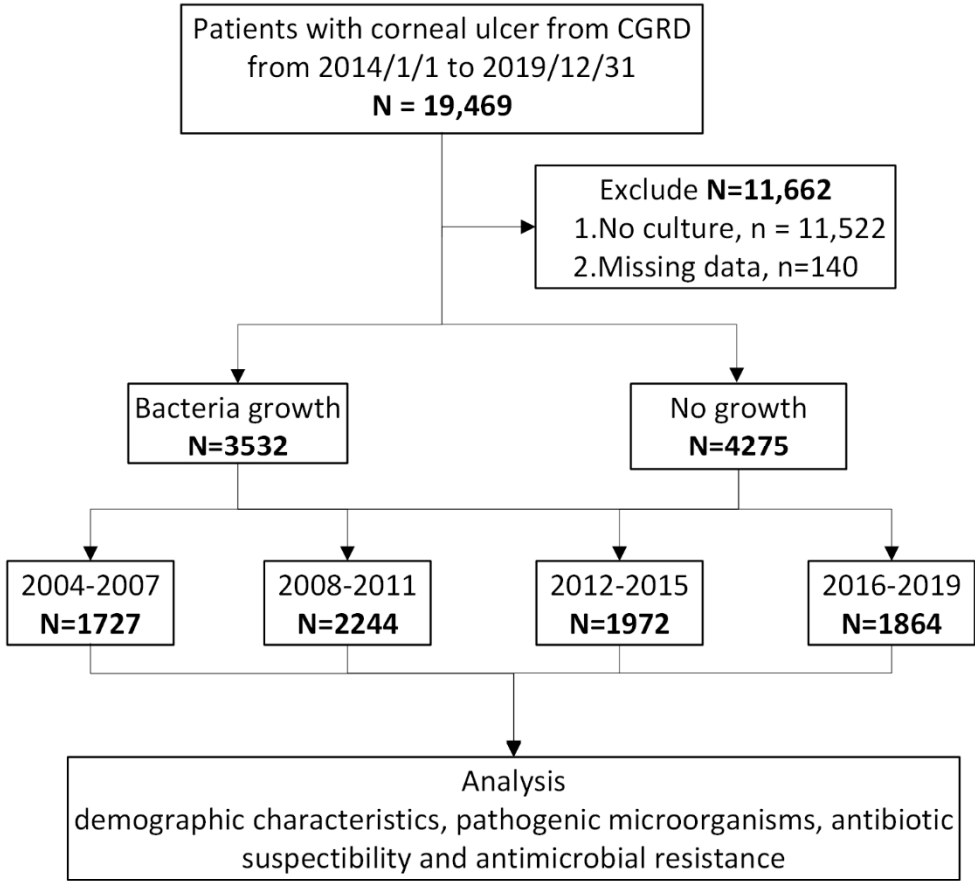 Patients with corneal ulcer from CGRD
from 2014/1/1 to 2019/12/31
N = 19,469
Exclude N=11,662
1.No culture, n = 11,522
2.Missing data, n=140
Bacteria growth
N=3532
No growth
N=4275
2004-2007
N=1727
2008-2011
N=2244
2012-2015
N=1972
2016-2019
N=1864
Analysis
demographic characteristics, pathogenic microorganisms, antibiotic
suspectibility and antimicrobial resistance